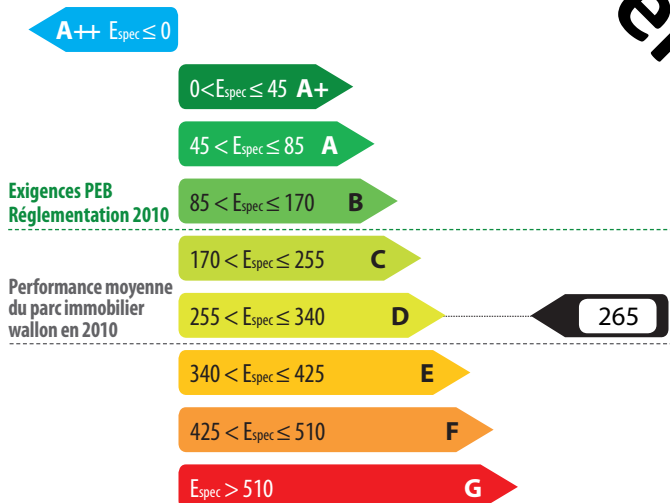 A++ Espec ≤ 0
0 < Espec ≤ 45 A+
45 < Espec ≤ 85 A
Exigences PEB
Réglementation 2010
85 < Espec ≤ 170 B
170 < Espec ≤ 255 C
Performance moyenne
du parc immobilier
wallon en 2010
255 < Espec ≤ 340 D
265
340 < Espec ≤ 425 E
425 < Espec ≤ 510 F
Espec > 510 G